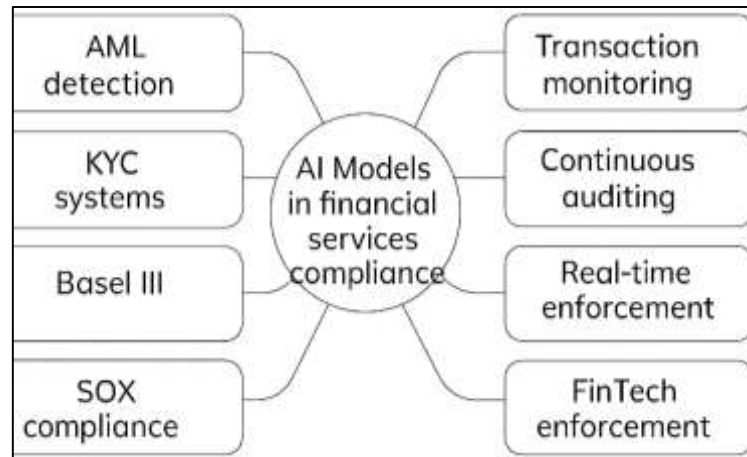 AML
detection
KYC
systems
Basel III
SOX
compliance
AI Models
in financial
services
compliance
Transaction
monitoring
Continuous
auditing
Real-time
enforcement
FinTech
enforcement